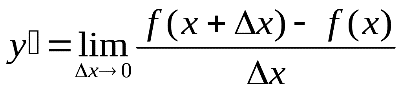 y▯ = lim Δx→0 f(x + Δx) − f(x) / Δx